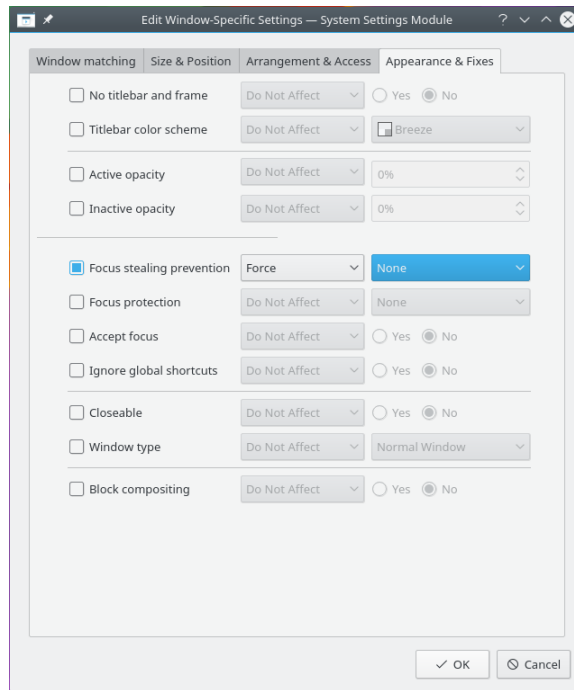 Edit Window-Specific Settings — System Settings Module
Window matching Size & Position Arrangement & Access Appearance & Fixes
No titlebar and frame Do Not Affect Yes No
Titlebar color scheme Do Not Affect Breeze
Active opacity Do Not Affect 0%
Inactive opacity Do Not Affect 0%
Focus stealing prevention Force None
Focus protection Do Not Affect None
Accept focus Do Not Affect Yes No
Ignore global shortcuts Do Not Affect Yes No
Closeable Do Not Affect Yes No
Window type Do Not Affect Normal Window
Block compositing Do Not Affect Yes No
OK Cancel